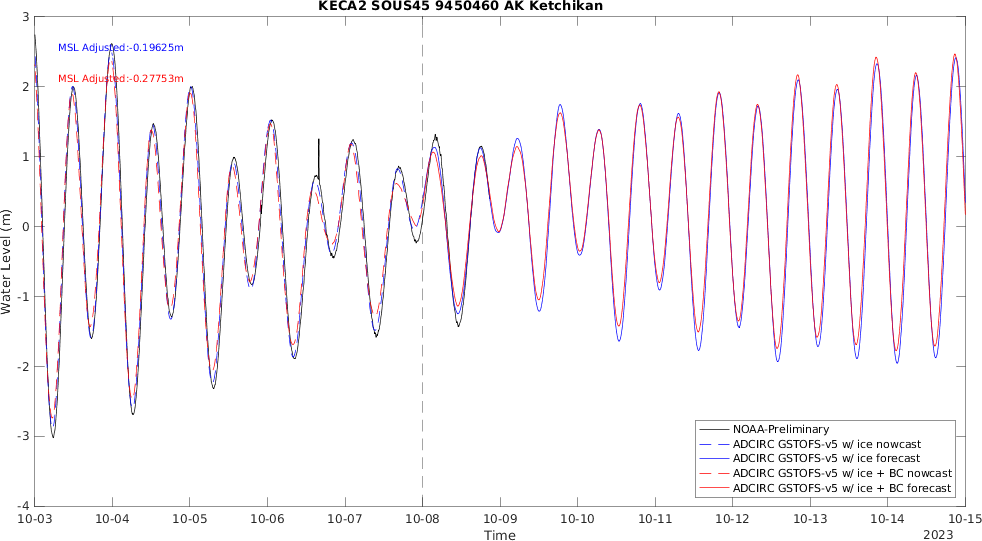 KECA2 SOUS45 9450460 AK Ketchikan
3
MSL Adjusted:-0.19625m
MSL Adjusted:-0.27753m
2
1
0
-1
-2
-3
-4
Water Level (m)
NOAA-Preliminary
ADCIRC GSTOFS-v5 w/ ice nowcast
ADCIRC GSTOFS-v5 w/ ice forecast
ADCIRC GSTOFS-v5 w/ ice + BC nowcast
ADCIRC GSTOFS-v5 w/ ice + BC forecast
10-03 10-04 10-05 10-06 10-07 10-08 10-09 10-10 10-11 10-12 10-13 10-14 10-15
Time
2023